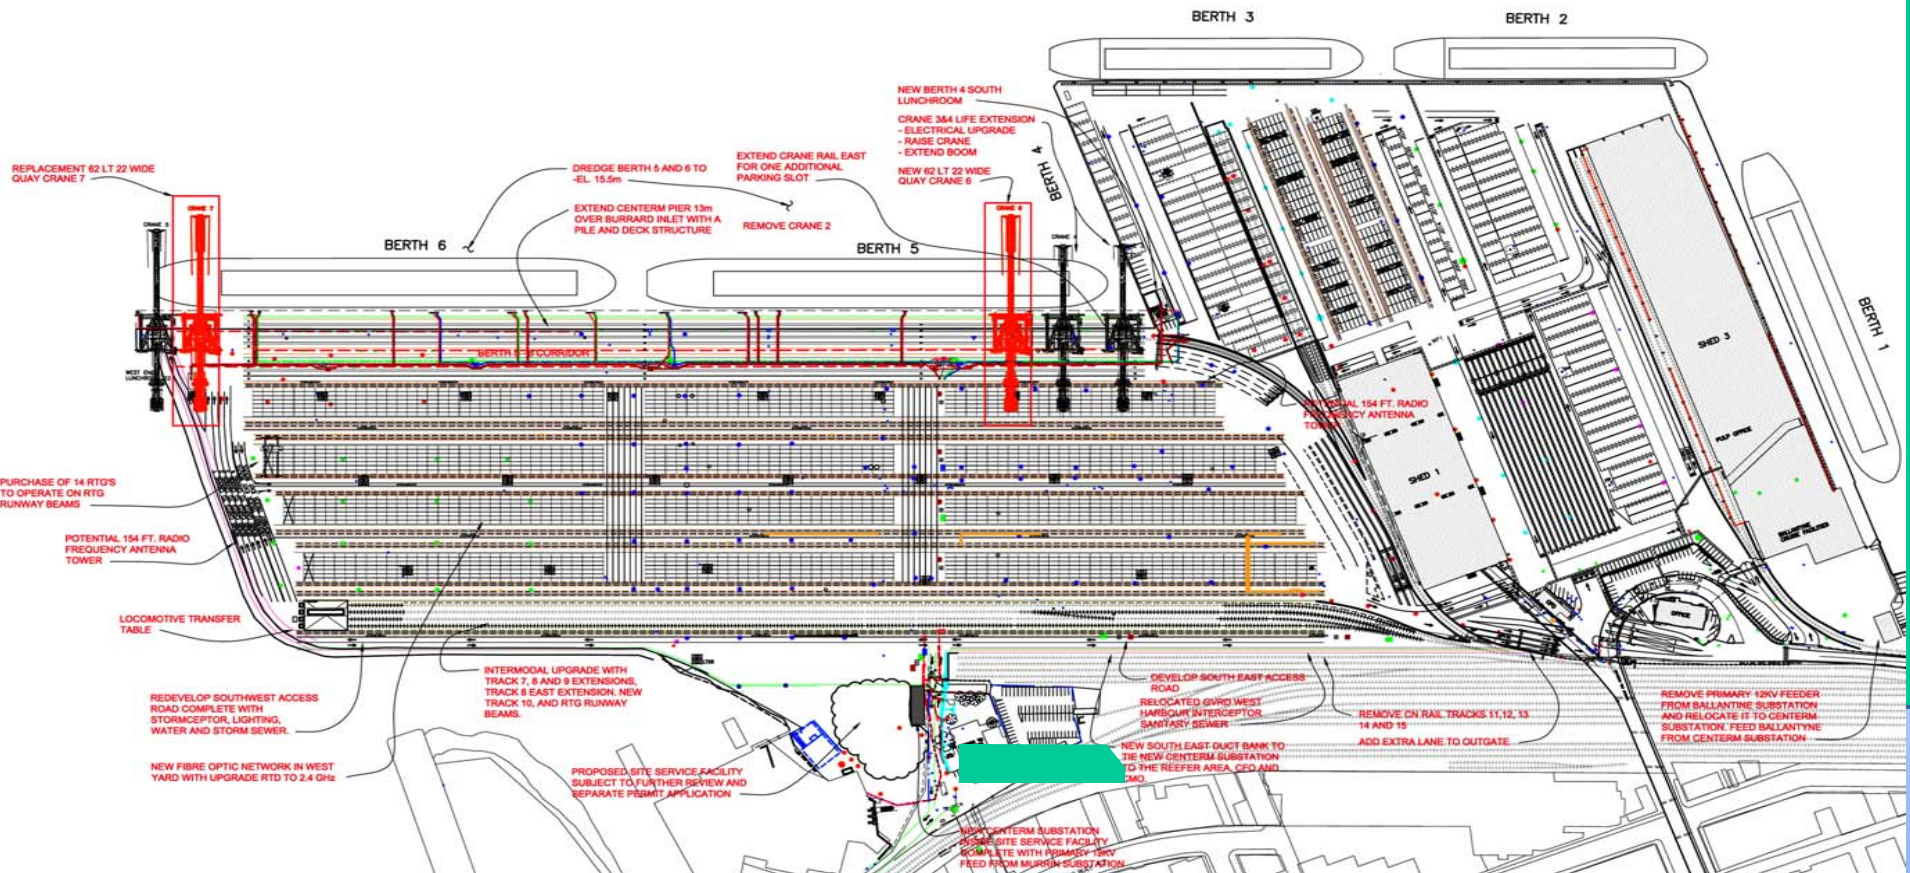 BERTH 3
BERTH 2
NEW BERTH 4 SOUTH
LUNCHROOM
CRANE 3&4 LIFE EXTENSION
- ELECTRICAL UPGRADE
- RAISE CRANE
- EXTEND BOOM
NEW 62 LT 22 WIDE
QUAY CRANE 6
BERTH 4
REPLACEMENT 62 LT 22 WIDE
QUAY CRANE 7
DREDGE BERTH 5 AND 6 TO
-EL. 15.5m
EXTEND CRANE RAIL EAST
FOR ONE ADDITIONAL
PARKING SLOT
EXTEND CENTERM PIER 13m
OVER BURRARD INLET WITH A
PILE AND DECK STRUCTURE
REMOVE CRANE 2
CRANE 7
BERTH 6
BERTH 5
BERTH 1
SHED 3
CORRIDOR
POTENTIAL 154 FT. RADIO
FREQUENCY ANTENNA
TOWER
SHED 1
PULP OFFICE
PURCHASE OF 14 RTG'S
TO OPERATE ON RTG
RUNWAY BEAMS
POTENTIAL 154 FT. RADIO
FREQUENCY ANTENNA
TOWER
BALLANTINE
CRUISE FACILITIES
OFFICE
LOCOMOTIVE TRANSFER
TABLE
INTERMODAL UPGRADE WITH
TRACK 7, 8 AND 9 EXTENSIONS,
TRACK 8 EAST EXTENSION. NEW
TRACK 10, AND RTG RUNWAY
BEAMS.
REDEVELOP SOUTHWEST ACCESS
ROAD COMPLETE WITH
STORMCEPTOR, LIGHTING,
WATER AND STORM SEWER.
DEVELOP SOUTH EAST ACCESS
ROAD
RELOCATED GVRD WEST
HARBOUR INTERCEPTOR
SANITARY SEWER
REMOVE CN RAIL TRACKS 11,12, 13
14 AND 15
ADD EXTRA LANE TO OUTGATE
REMOVE PRIMARY 12KV FEEDER
FROM BALLANTINE SUBSTATION
AND RELOCATE IT TO CENTERM
SUBSTATION. FEED BALLANTYNE
FROM CENTERM SUBSTATION
NEW FIBRE OPTIC NETWORK IN WEST
YARD WITH UPGRADE RTD TO 2.4 GHz
PROPOSED SITE SERVICE FACILITY
SUBJECT TO FURTHER REVIEW AND
SEPARATE PERMIT APPLICATION
NEW SOUTH EAST DUCT BANK TO
TIE NEW CENTERM SUBSTATION
TO THE REEFER AREA, CFO AND
CMO.
NEW CENTERM SUBSTATION
INSIDE SITE SERVICE FACILITY
COMPLETE WITH PRIMARY 12KV
FEED FROM MURRIN SUBSTATION